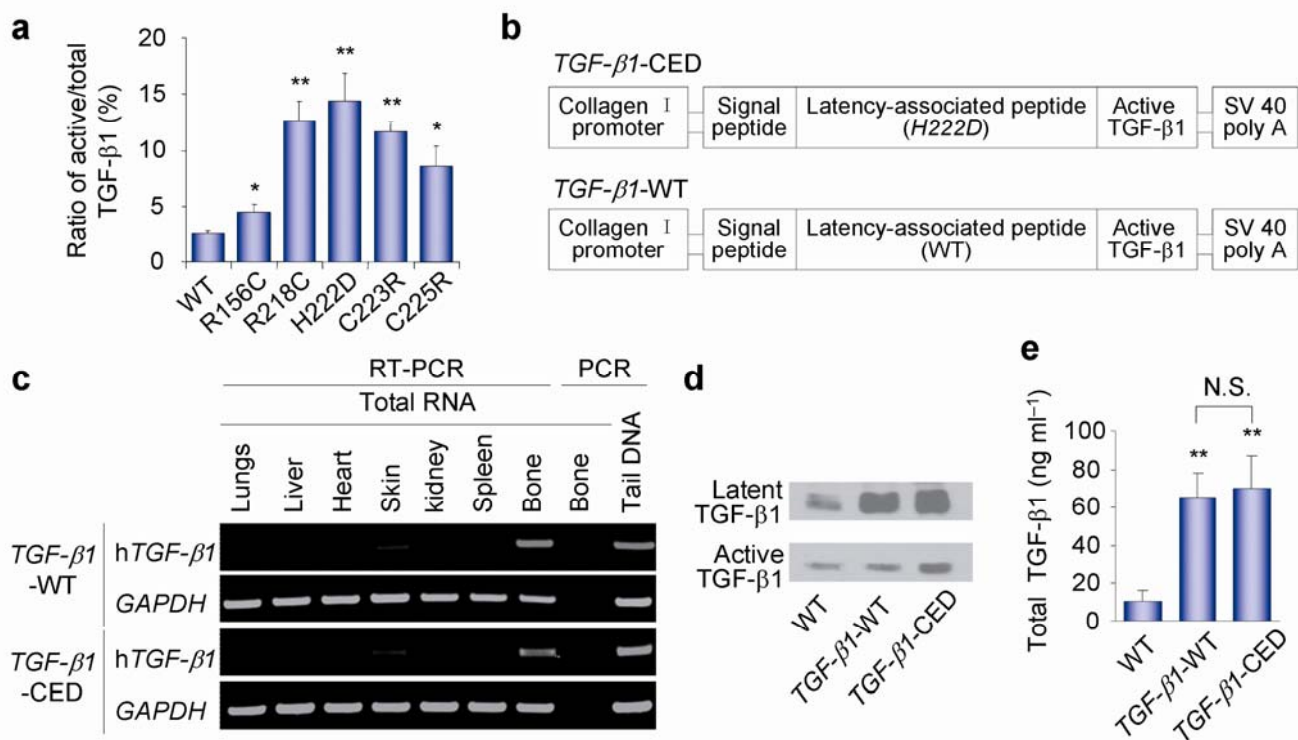 a
Ratio of active/total
TGF-β1 (%)
20
15
10
5
0
*
**
**
**
*
WT
R156C
R218C
H222D
C223R
C225R
b
TGF-β1-CED
Collagen I
promoter
Signal
peptide
Latency-associated peptide
(H222D)
Active
TGF-β1
SV 40
poly A
TGF-β1-WT
Collagen I
promoter
Signal
peptide
Latency-associated peptide
(WT)
Active
TGF-β1
SV 40
poly A
c
RT-PCR
PCR
Total RNA
Lungs
Liver
Heart
Skin
kidney
Spleen
Bone
Bone
Tail DNA
TGF-β1
-WT
hTGF-β1
GAPDH
TGF-β1
-CED
hTGF-β1
GAPDH
d
Latent
TGF-β1
Active
TGF-β1
WT
TGF-β1-WT
TGF-β1-CED
e
N.S.
Total TGF-β1 (ng ml⁻¹)
100
80
60
40
20
0
**
**
WT
TGF-β1-WT
TGF-β1-CED